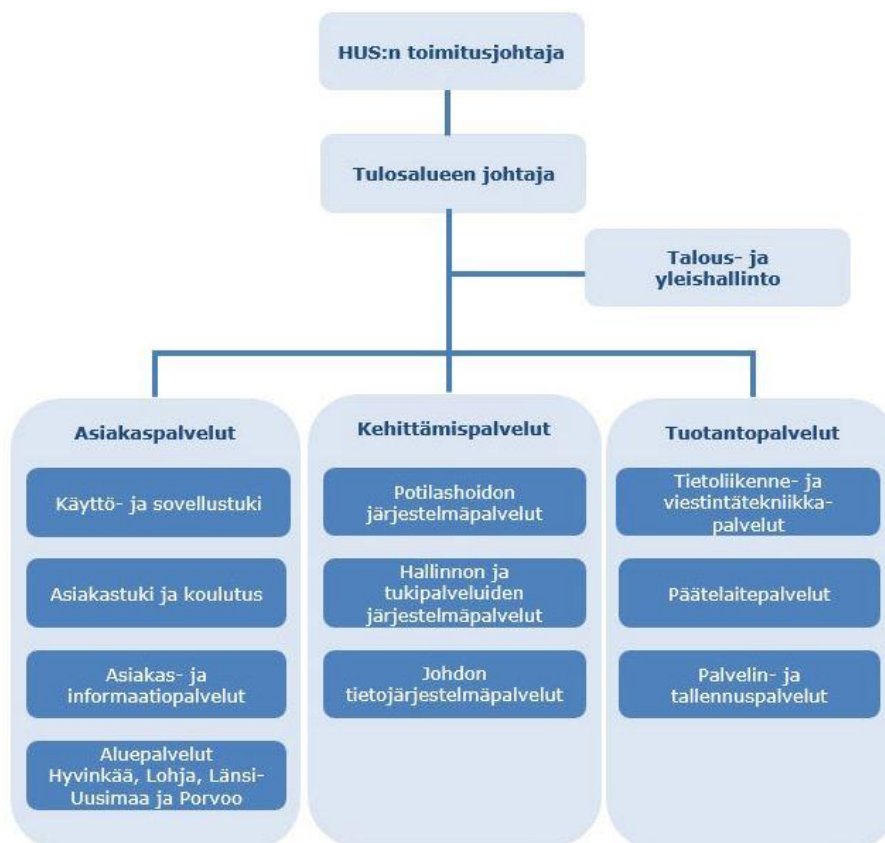 HUS:n toimitusjohtaja
Tulosalueen johtaja
Talous- ja
yleishallinto
Asiakaspalvelut
Käyttö- ja sovellustuki
Asiakastuki ja koulutus
Asiakas- ja
informaatiopalvelut
Aluepalvelut
Hyvinkää, Lohja, Länsi-
Uusimaa ja Porvoo
Kehittämispalvelut
Potilashoidon
järjestelmäpalvelut
Hallinnon ja
tukipalveluiden
järjestelmäpalvelut
Johdon
tietojärjestelmäpalvelut
Tuotantopalvelut
Tietoliikenne- ja
viestintätekniikka-
palvelut
Päätelaitepalvelut
Palvelin- ja
tallennuspalvelut